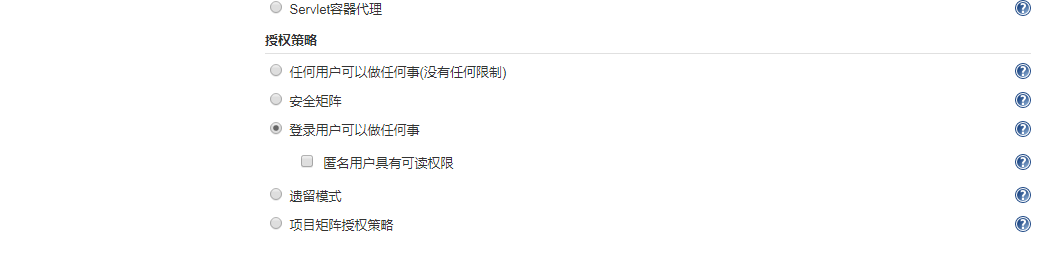 Servlet容器代理
授权策略
任何用户可以做任何事(没有任何限制)
安全矩阵
登录用户可以做任何事
匿名用户具有可读权限
遗留模式
项目矩阵授权策略